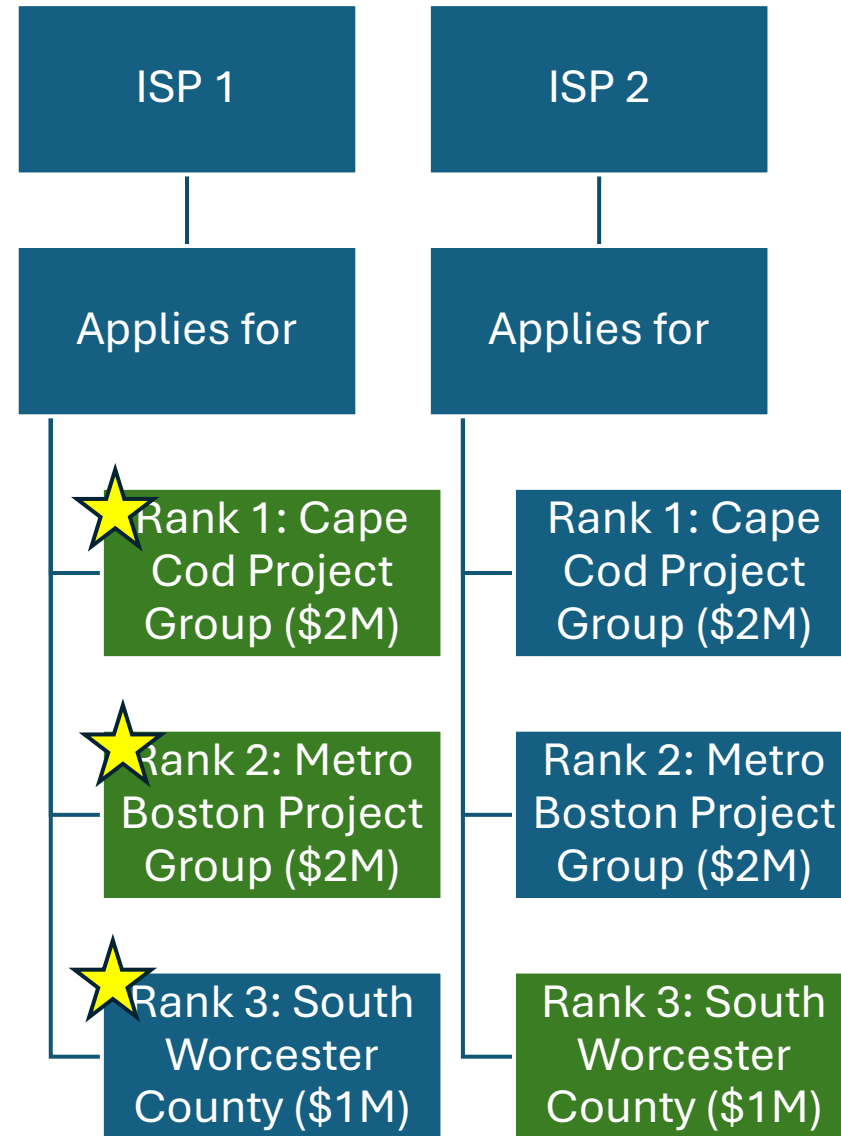 ISP 1
ISP 2
Applies for
Applies for
Rank 1: Cape
Cod Project
Group ($2M)
Rank 1: Cape
Cod Project
Group ($2M)
Rank 2: Metro
Boston Project
Group ($2M)
Rank 2: Metro
Boston Project
Group ($2M)
Rank 3: South
Worcester
County ($1M)
Rank 3: South
Worcester
County ($1M)